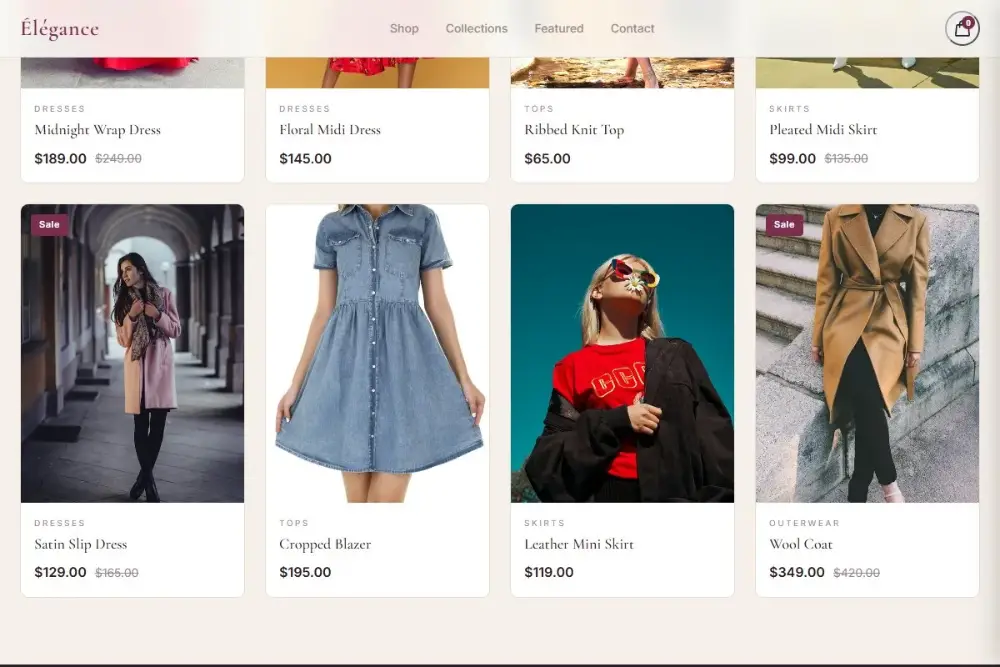 Élégance
Shop
Collections
Featured
Contact
0
DRESSES
Midnight Wrap Dress
$189.00 $249.00
DRESSES
Floral Midi Dress
$145.00
TOPS
Ribbed Knit Top
$65.00
SKIRTS
Pleated Midi Skirt
$99.00 $135.00
Sale
DRESSES
Satin Slip Dress
$129.00 $165.00
TOPS
Cropped Blazer
$195.00
SKIRTS
Leather Mini Skirt
$119.00
Sale
OUTERWEAR
Wool Coat
$349.00 $420.00